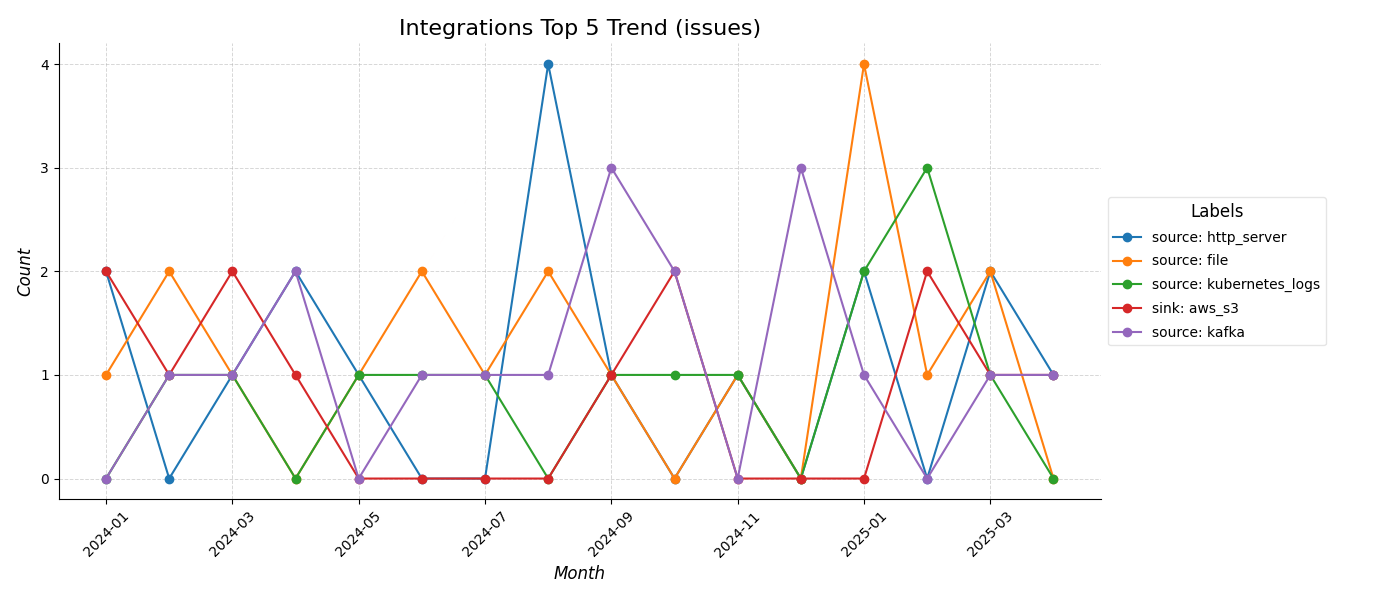 Integrations Top 5 Trend (issues)
Count
4
3
2
1
0
2024-01
2024-03
2024-05
2024-07
2024-09
2024-11
2025-01
2025-03
Month
Labels
source: http_server
source: file
source: kubernetes_logs
sink: aws_s3
source: kafka